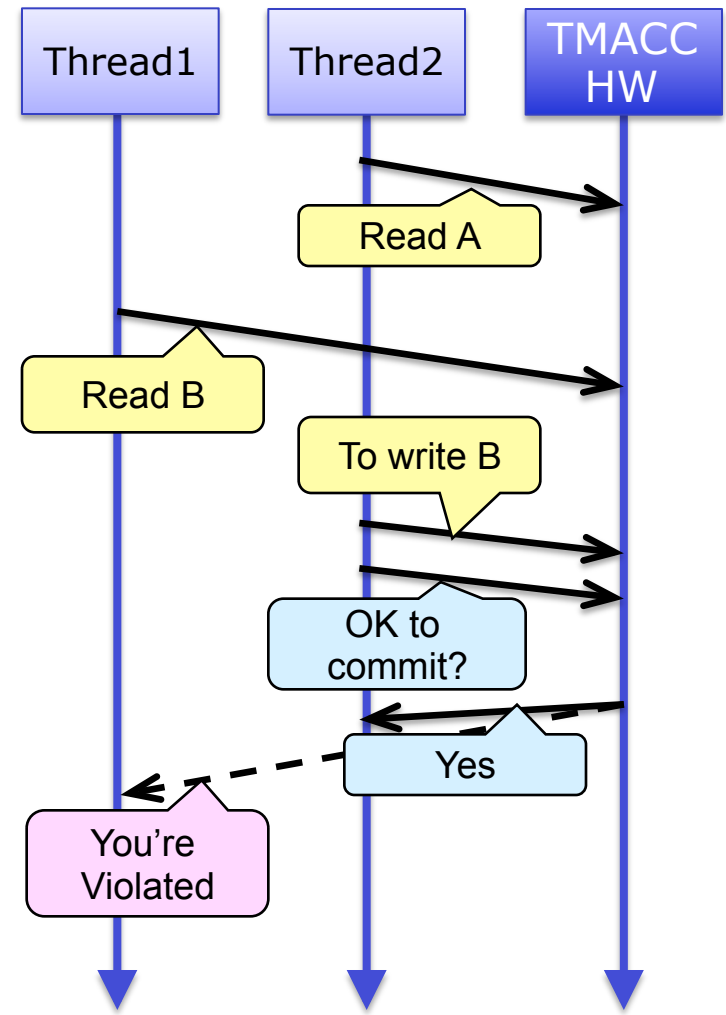 Thread1
Thread2
TMACC
HW
Read A
Read B
To write B
OK to
commit?
Yes
You’re
Violated